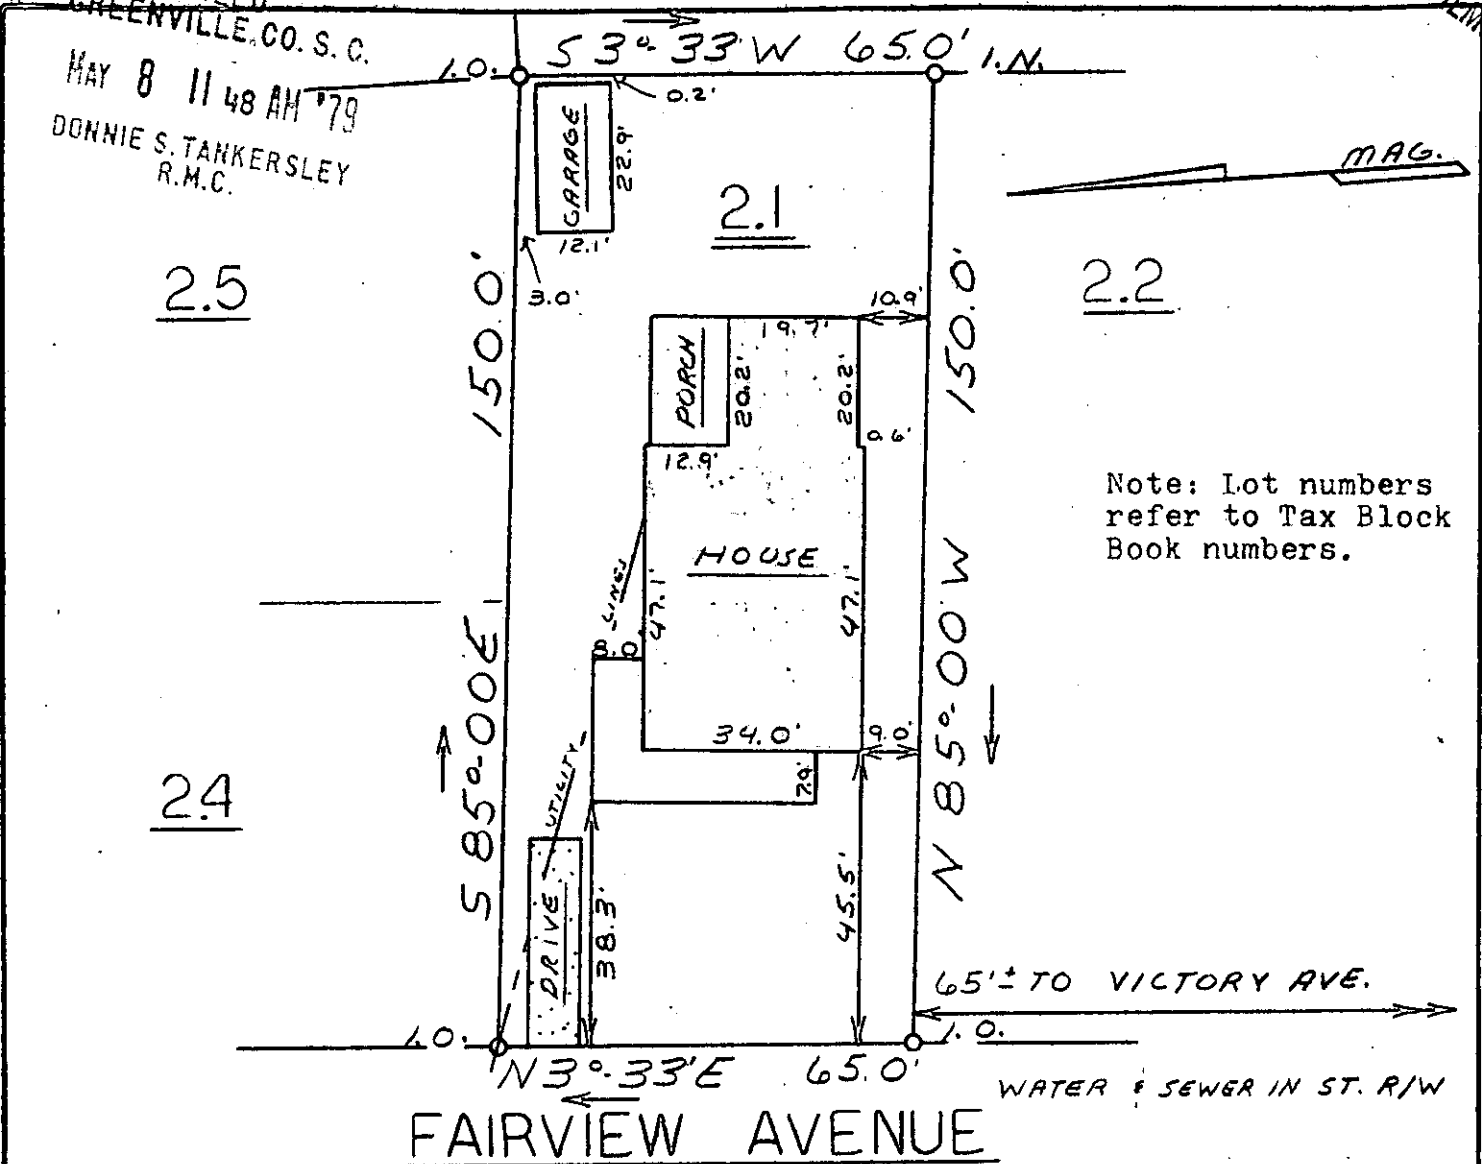 GREENVILLE.CO. S. C.
MAY 8 11 48 AM '79
DONNIE S. TANKERSLEY
R.M.C.
S 3°-33' W 65.0'
I.O.
I.N.
0.2'
GARAGE
22.9'
12.1'
3.0'
MAG.
2.1
2.5
2.2
150.0'
150.0'
10.9'
19.7'
PORCH
20.2'
20.2'
0.6'
12.9'
Note: Lot numbers
refer to Tax Block
Book numbers.
HOUSE
LINES
47.1'
47.1'
8.0'
S 85°-00E
N 85°-00 W
34.0'
9.0'
7.9'
UTILITY
2.4
DRIVE
38.3'
45.5'
65'± TO VICTORY AVE.
I.O.
I.O.
N 3°-33'E 65.0'
WATER & SEWER IN ST. R/W
FAIRVIEW AVENUE